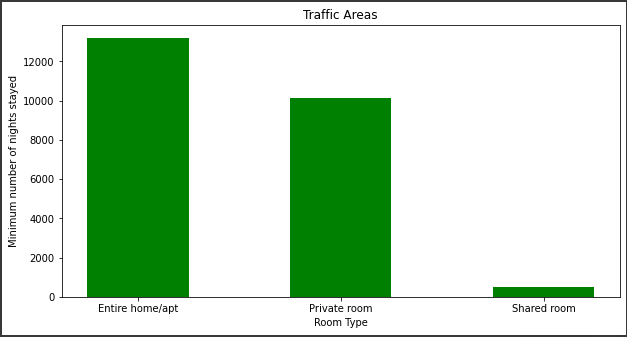 Traffic Areas
Minimum number of nights stayed
12000
10000
8000
6000
4000
2000
0
Entire home/apt
Private room
Shared room
Room Type